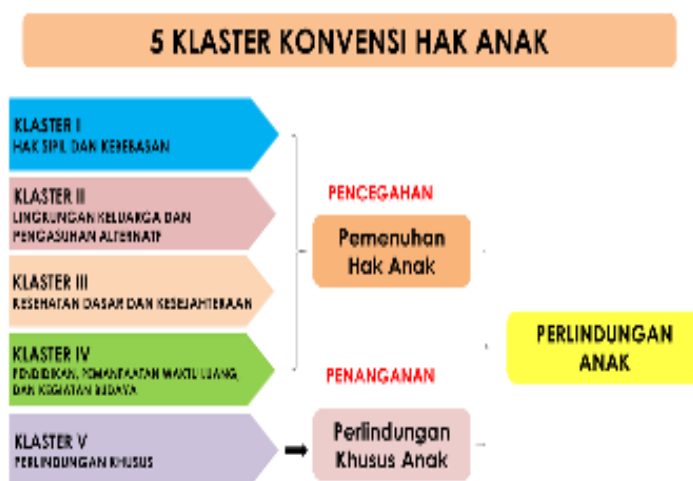 5 KLASTER KONVENSI HAK ANAK
KLASTER I
HAK SIPIL DAN KEBEBASAN
KLASTER II
LINGKUNGAN KELUARGA DAN
PENGASUHAN ALTERNATF
KLASTER III
KESEHATAN DASAR DAN KESEJAHTERAAN
KLASTER IV
PENDIDIKAN, PEMANFAATAN WAKTU LUANG,
DAN KEGIATAN BUDAYA
KLASTER V
PERLINDUNGAN KHUSUS
PENCEGAHAN
Pemenuhan
Hak Anak
PENANGANAN
Perlindungan
Khusus Anak
PERLINDUNGAN
ANAK